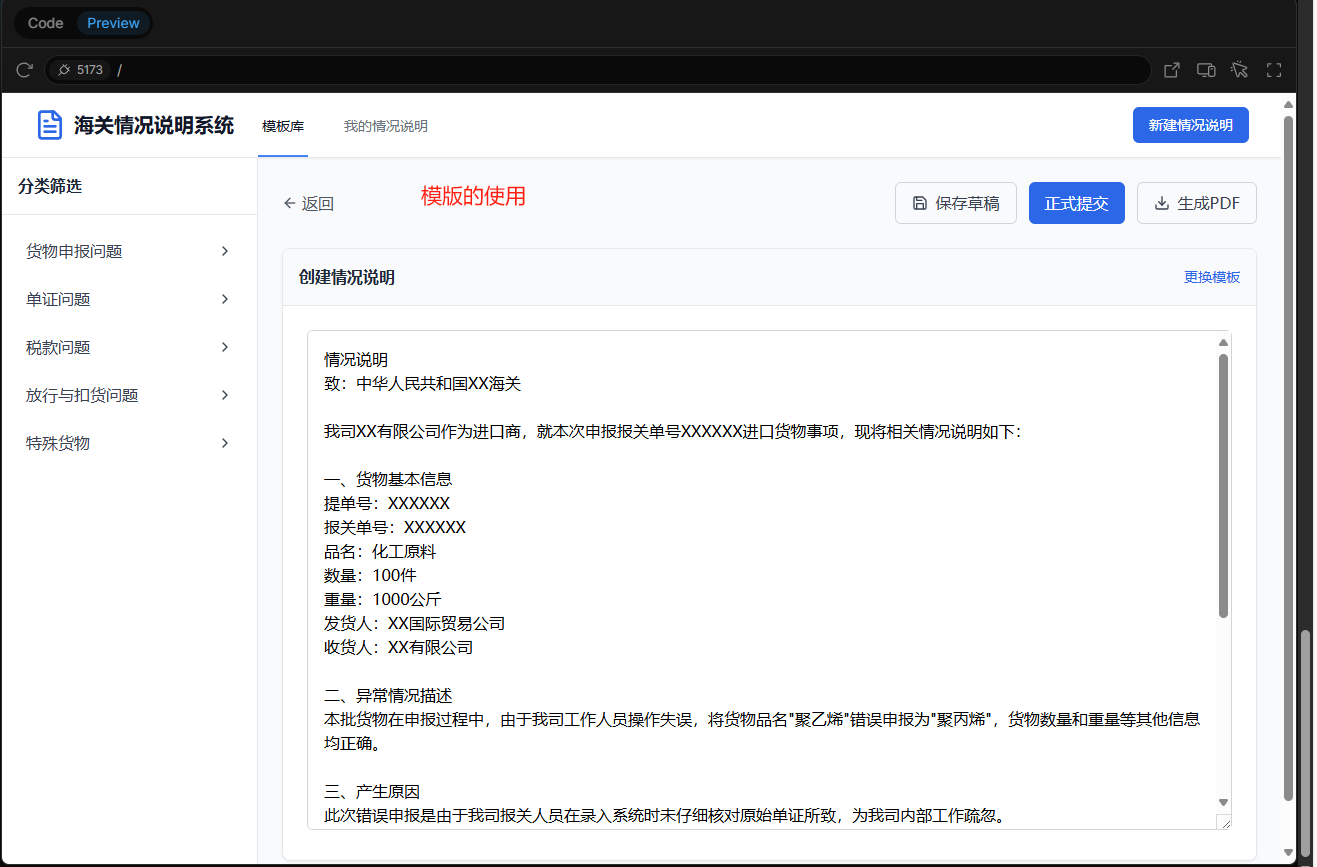 Code Preview
5173 /
海关情况说明系统 模板库 我的情况说明 新建情况说明
分类筛选
货物申报问题
单证问题
税款问题
放行与扣货问题
特殊货物
返回 模版的使用 保存草稿 正式提交 生成PDF
创建情况说明 更换模板
情况说明
致：中华人民共和国XX海关
我司XX有限公司作为进口商，就本次申报报关单号XXXXXX进口货物事项，现将相关情况说明如下：
一、货物基本信息
提单号：XXXXXX
报关单号：XXXXXX
品名：化工原料
数量：100件
重量：1000公斤
发货人：XX国际贸易公司
收货人：XX有限公司
二、异常情况描述
本批货物在申报过程中，由于我司工作人员操作失误，将货物品名"聚乙烯"错误申报为"聚丙烯"，货物数量和重量等其他信息
均正确。
三、产生原因
此次错误申报是由于我司报关人员在录入系统时未仔细核对原始单证所致，为我司内部工作疏忽。